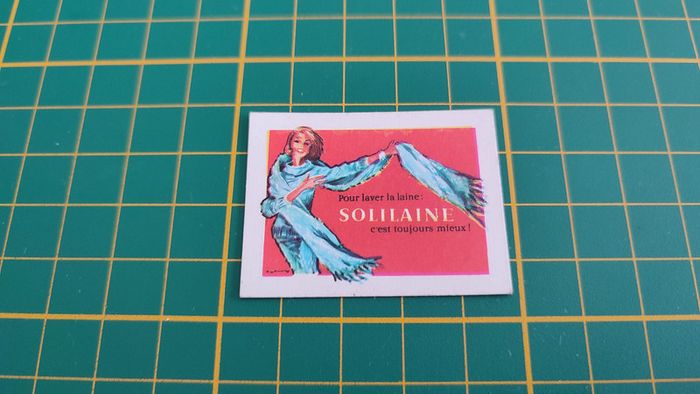 Pour laver la laine:
SOLILAINE
c'est toujours mieux!